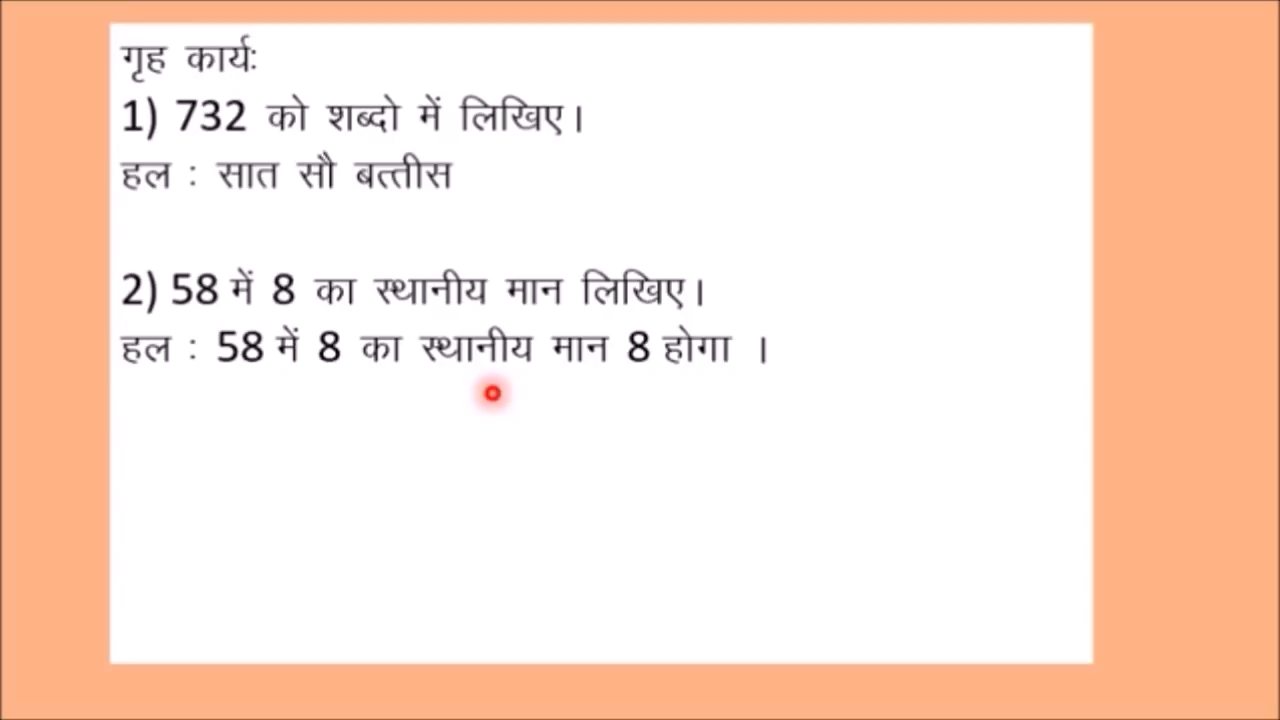 गृह कार्य:
1) 732 को शब्दो में लिखिए।
हल : सात सौ बत्तीस
2) 58 में 8 का स्थानीय मान लिखिए।
हल : 58 में 8 का स्थानीय मान 8 होगा ।